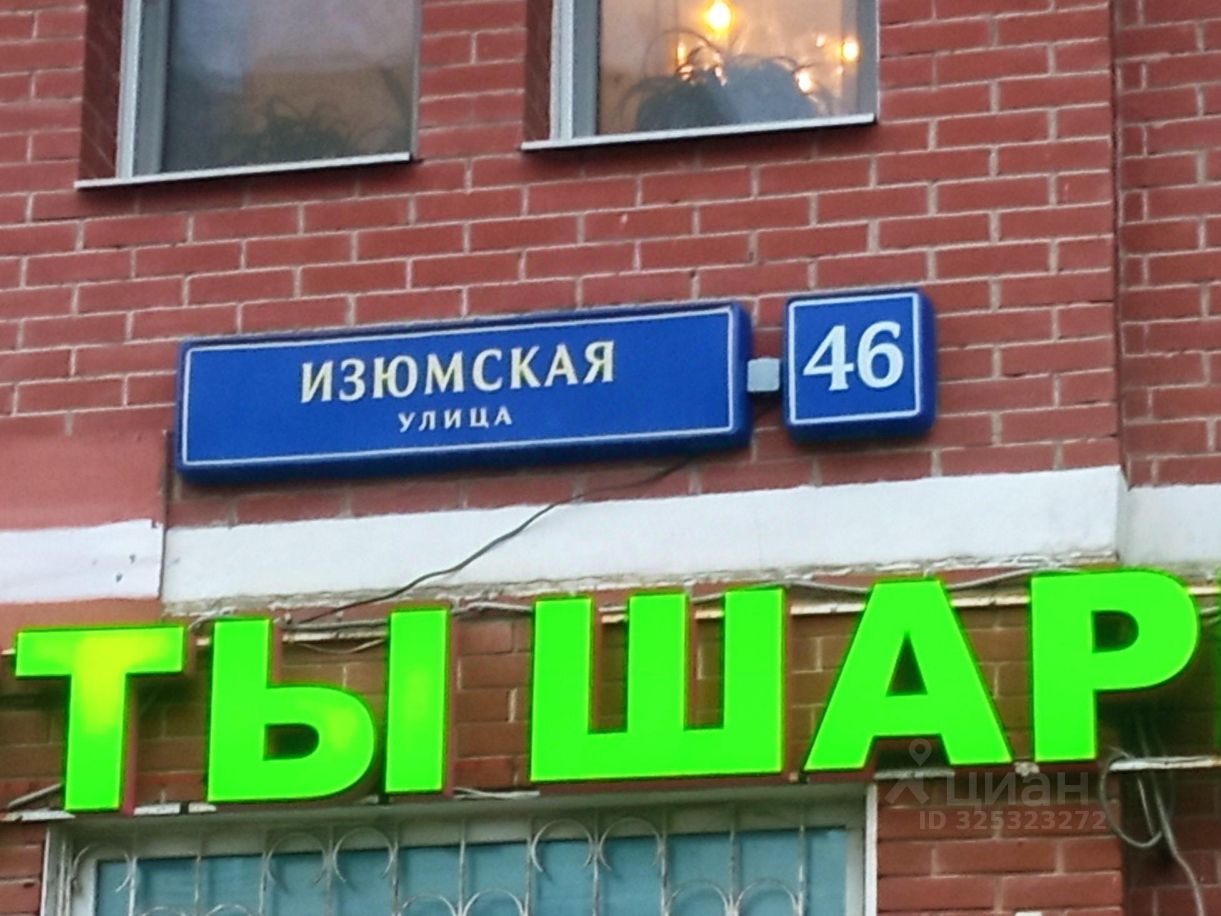 ИЗЮМСКАЯ
УЛИЦА
46
ТЫ ШАР
циан
ID 325323272